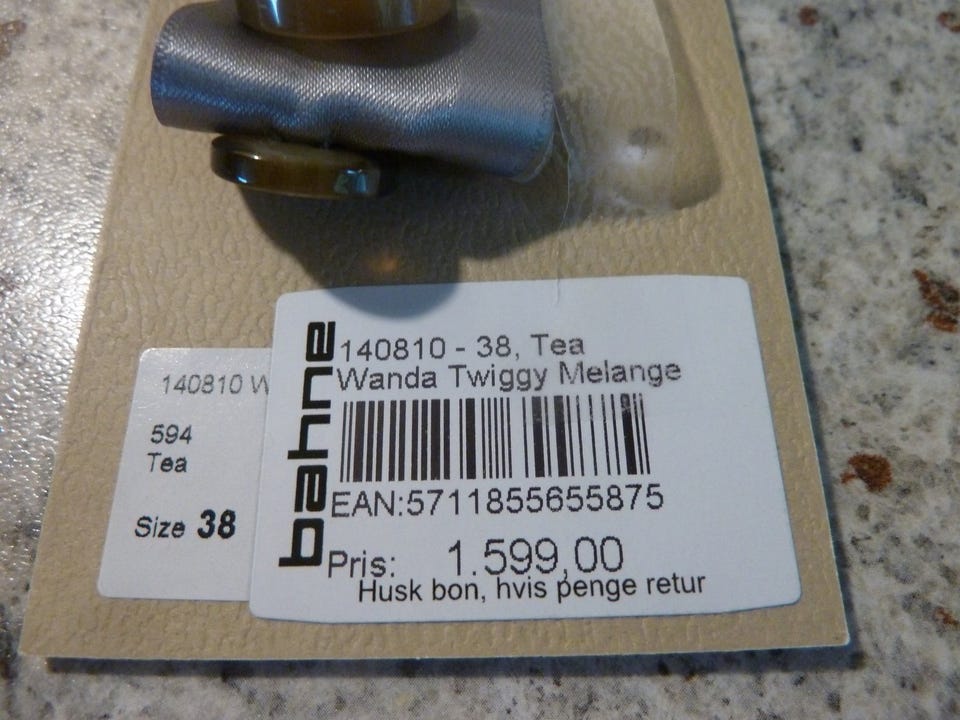 140810 W
594
Tea
Size 38
bahne
140810 - 38, Tea
Wanda Twiggy Melange
EAN:5711855655875
Pris: 1.599,00
Husk bon, hvis penge retur